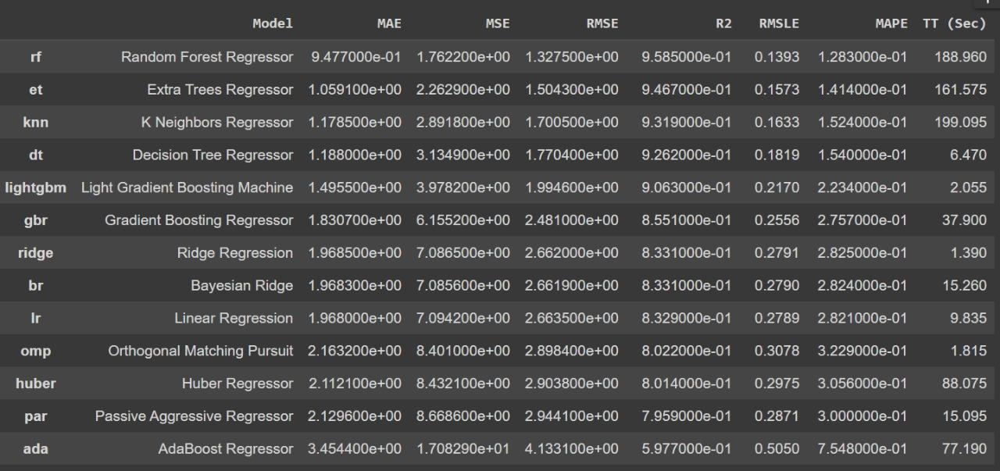 Model MAE MSE RMSE R2 RMSLE MAPE TT (Sec)
rf Random Forest Regressor 9.477000e-01 1.762200e+00 1.327500e+00 9.585000e-01 0.1393 1.283000e-01 188.960
et Extra Trees Regressor 1.059100e+00 2.262900e+00 1.504300e+00 9.467000e-01 0.1573 1.414000e-01 161.575
knn K Neighbors Regressor 1.178500e+00 2.891800e+00 1.700500e+00 9.319000e-01 0.1633 1.524000e-01 199.095
dt Decision Tree Regressor 1.188000e+00 3.134900e+00 1.770400e+00 9.262000e-01 0.1819 1.540000e-01 6.470
lightgbm Light Gradient Boosting Machine 1.495500e+00 3.978200e+00 1.994600e+00 9.063000e-01 0.2170 2.234000e-01 2.055
gbr Gradient Boosting Regressor 1.830700e+00 6.155200e+00 2.481000e+00 8.551000e-01 0.2556 2.757000e-01 37.900
ridge Ridge Regression 1.968500e+00 7.086500e+00 2.662000e+00 8.331000e-01 0.2791 2.825000e-01 1.390
br Bayesian Ridge 1.968300e+00 7.085600e+00 2.661900e+00 8.331000e-01 0.2790 2.824000e-01 15.260
lr Linear Regression 1.968000e+00 7.094200e+00 2.663500e+00 8.329000e-01 0.2789 2.821000e-01 9.835
omp Orthogonal Matching Pursuit 2.163200e+00 8.401000e+00 2.898400e+00 8.022000e-01 0.3078 3.229000e-01 1.815
huber Huber Regressor 2.112100e+00 8.432100e+00 2.903800e+00 8.014000e-01 0.2975 3.056000e-01 88.075
par Passive Aggressive Regressor 2.129600e+00 8.668600e+00 2.944100e+00 7.959000e-01 0.2871 3.000000e-01 15.095
ada AdaBoost Regressor 3.454400e+00 1.708290e+01 4.133100e+00 5.977000e-01 0.5050 7.548000e-01 77.190